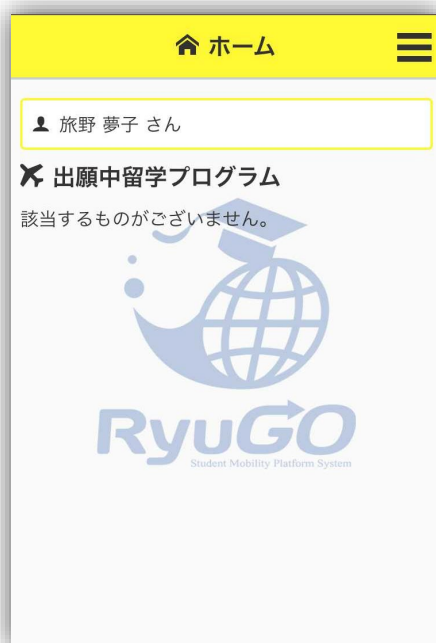 ホーム
旅野 夢子 さん
出願中留学プログラム
該当するものがございません。
RyuGO
Student Mobility Platform System